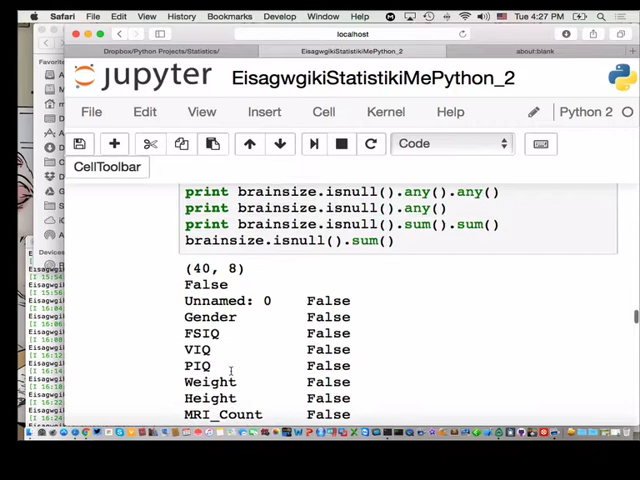 Safari File Edit View History Bookmarks Develop Window Help Tue 4:27 PM
localhost
Dropbox/Python Projects/Statistics/ EisagwgikiStatistikiMePython_2 about:blank
Favorites
jupyter EisagwgikiStatistikiMePython_2
File Edit View Insert Cell Kernel Help Python 2
Code
CellToolbar
print brainsize.isnull().any().any()
print brainsize.isnull().any()
print brainsize.isnull().sum().sum()
brainsize.isnull().sum()
(40, 8)
False
Unnamed: 0 False
Gender False
FSIQ False
VIQ False
PIQ False
Weight False
Height False
MRI_Count False